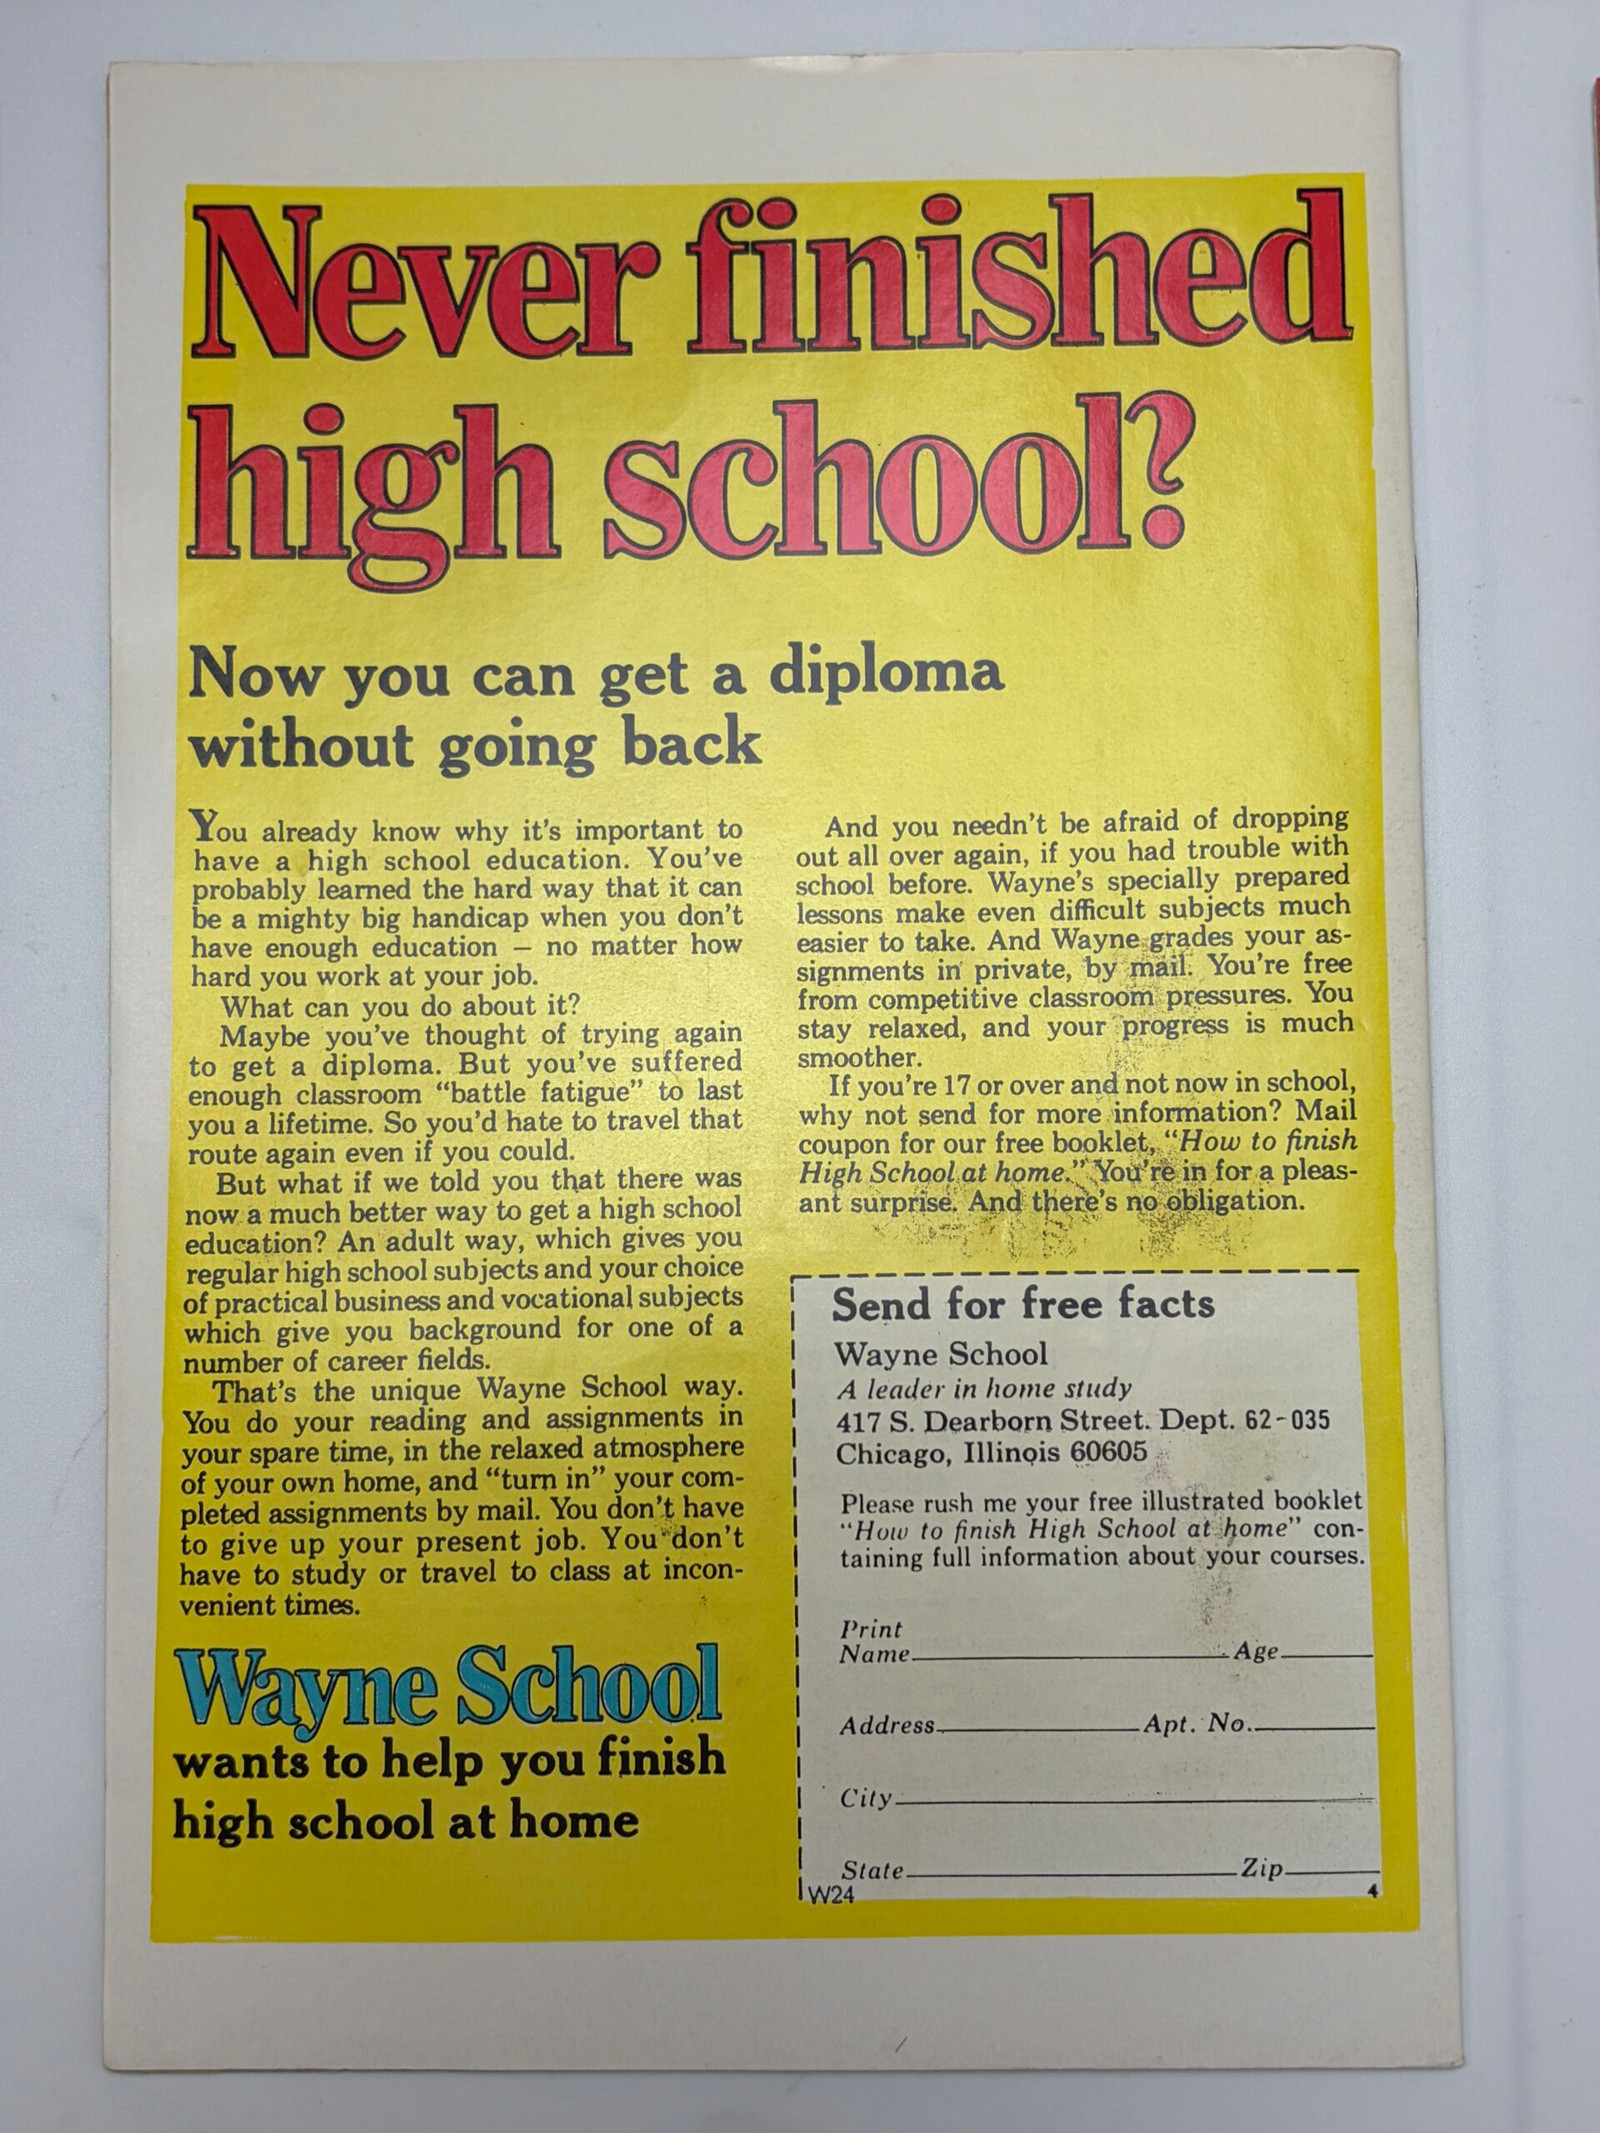 Never finished
high school?
Now you can get a diploma
without going back
You already know why it's important to
have a high school education. You've
probably learned the hard way that it can
be a mighty big handicap when you don't
have enough education — no matter how
hard you work at your job.
What can you do about it?
Maybe you've thought of trying again
to get a diploma. But you've suffered
enough classroom "battle fatigue" to last
you a lifetime. So you'd hate to travel that
route again even if you could.
But what if we told you that there was
now a much better way to get a high school
education? An adult way, which gives you
regular high school subjects and your choice
of practical business and vocational subjects
which give you background for one of a
number of career fields.
That's the unique Wayne School way.
You do your reading and assignments in
your spare time, in the relaxed atmosphere
of your own home, and "turn in" your com-
pleted assignments by mail. You don't have
to give up your present job. You don't
have to study or travel to class at incon-
venient times.
Wayne School
wants to help you finish
high school at home
And you needn't be afraid of dropping
out all over again, if you had trouble with
school before. Wayne's specially prepared
lessons make even difficult subjects much
easier to take. And Wayne grades your as-
signments in private, by mail. You're free
from competitive classroom pressures. You
stay relaxed, and your progress is much
smoother.
If you're 17 or over and not now in school,
why not send for more information? Mail
coupon for our free booklet, "How to finish
High School at home." You're in for a pleas-
ant surprise. And there's no obligation.
Send for free facts
Wayne School
A leader in home study
417 S. Dearborn Street. Dept. 62-035
Chicago, Illinois 60605
Please rush me your free illustrated booklet
"How to finish High School at home" con-
taining full information about your courses.
Print
Name Age
Address Apt. No.
City
State Zip
W24 4